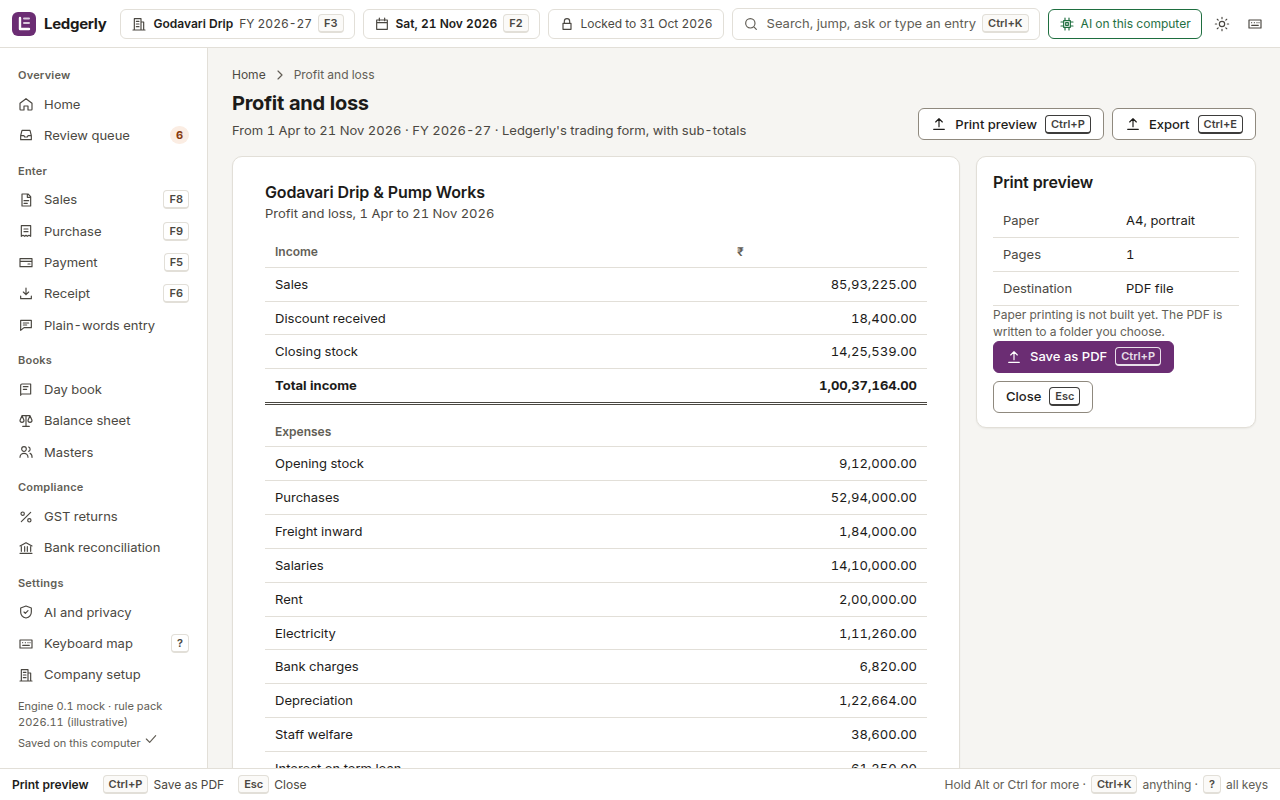 Ledgerly
Godavari Drip FY 2026-27 F3
Sat, 21 Nov 2026 F2
Locked to 31 Oct 2026
Search, jump, ask or type an entry Ctrl+K
AI on this computer
Overview
Home
Review queue 6
Enter
Sales F8
Purchase F9
Payment F5
Receipt F6
Plain-words entry
Books
Day book
Balance sheet
Masters
Compliance
GST returns
Bank reconciliation
Settings
AI and privacy
Keyboard map ?
Company setup
Engine 0.1 mock · rule pack
2026.11 (illustrative)
Saved on this computer
Home > Profit and loss
Profit and loss
From 1 Apr to 21 Nov 2026 · FY 2026-27 · Ledgerly's trading form, with sub-totals
Print preview Ctrl+P
Export Ctrl+E
Godavari Drip & Pump Works
Profit and loss, 1 Apr to 21 Nov 2026
Income ₹
Sales 85,93,225.00
Discount received 18,400.00
Closing stock 14,25,539.00
Total income 1,00,37,164.00
Expenses
Opening stock 9,12,000.00
Purchases 52,94,000.00
Freight inward 1,84,000.00
Salaries 14,10,000.00
Rent 2,00,000.00
Electricity 1,11,260.00
Bank charges 6,820.00
Depreciation 1,22,664.00
Staff welfare 38,600.00
Interest on term loan 61,250.00
Print preview
Paper A4, portrait
Pages 1
Destination PDF file
Paper printing is not built yet. The PDF is
written to a folder you choose.
Save as PDF Ctrl+P
Close Esc
Print preview Ctrl+P Save as PDF Esc Close
Hold Alt or Ctrl for more · Ctrl+K anything · ? all keys